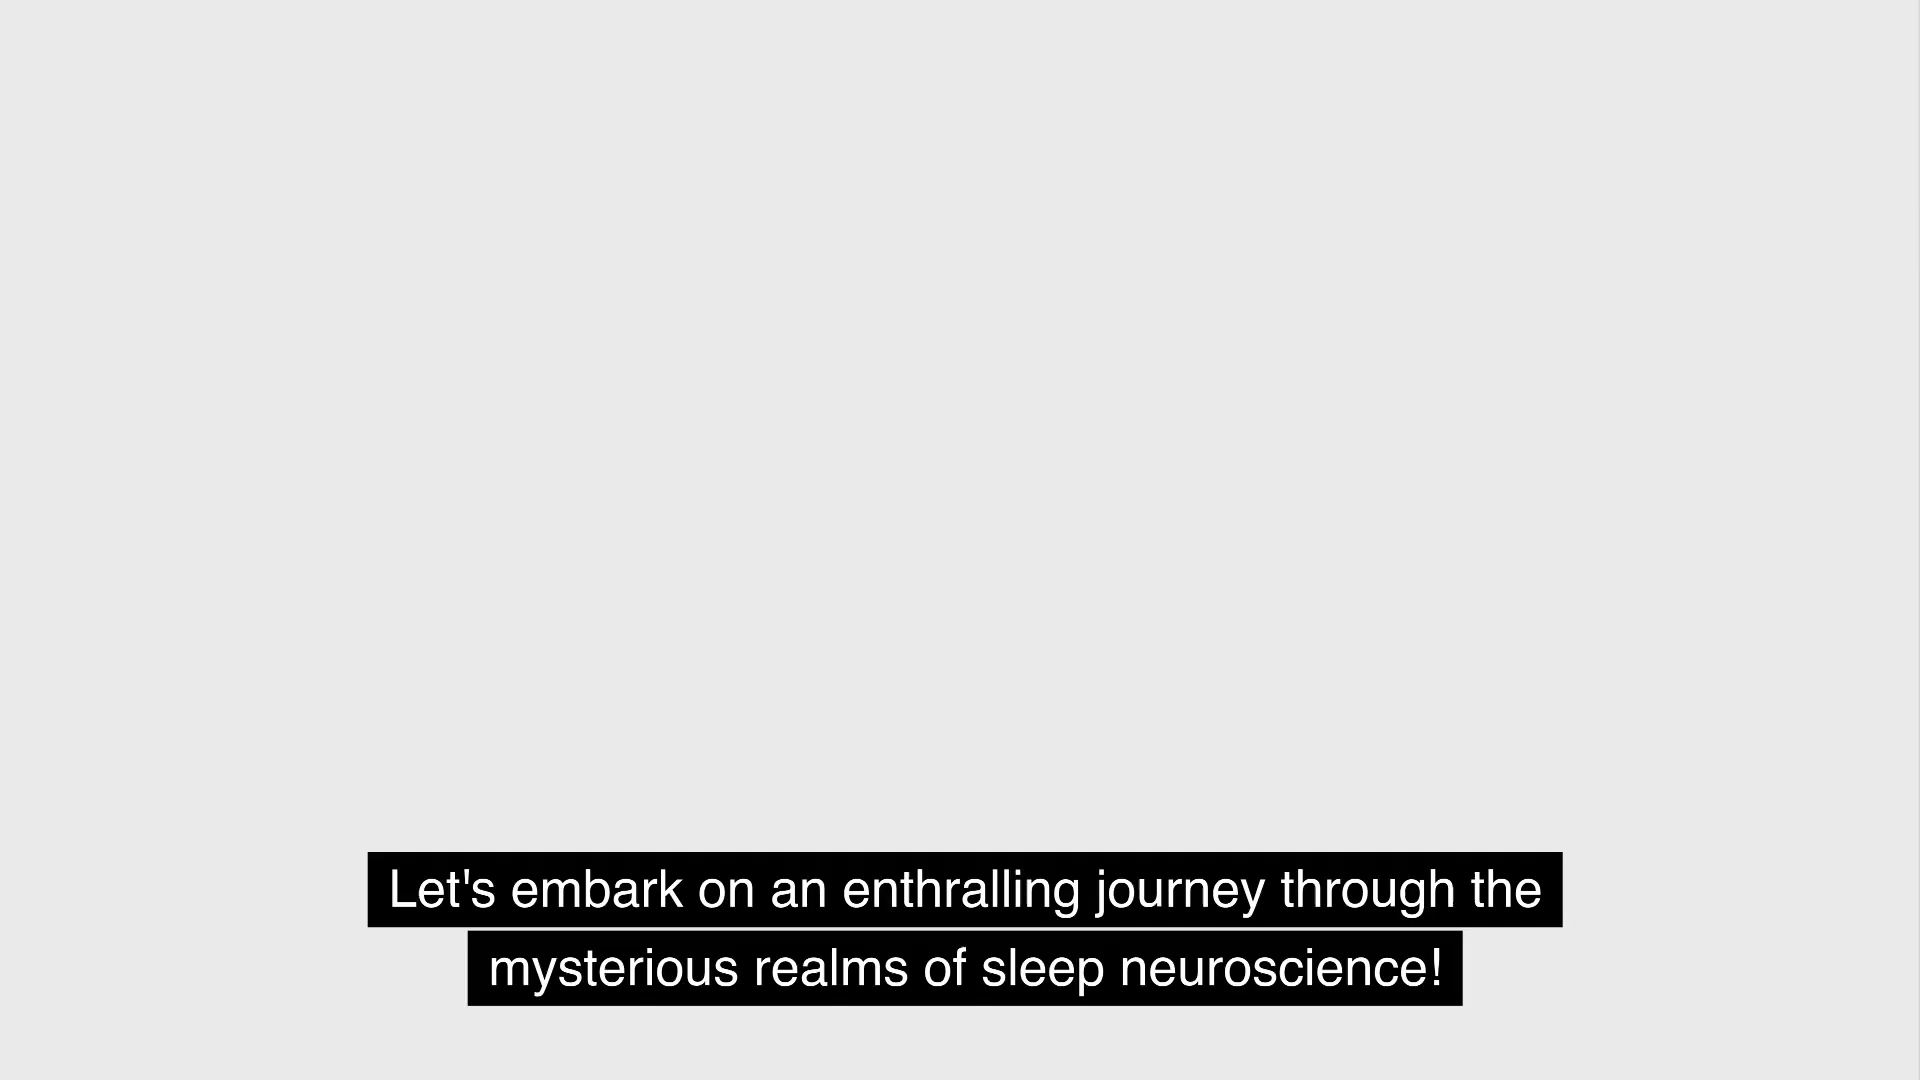 Let's embark on an enthralling journey through the
mysterious realms of sleep neuroscience!